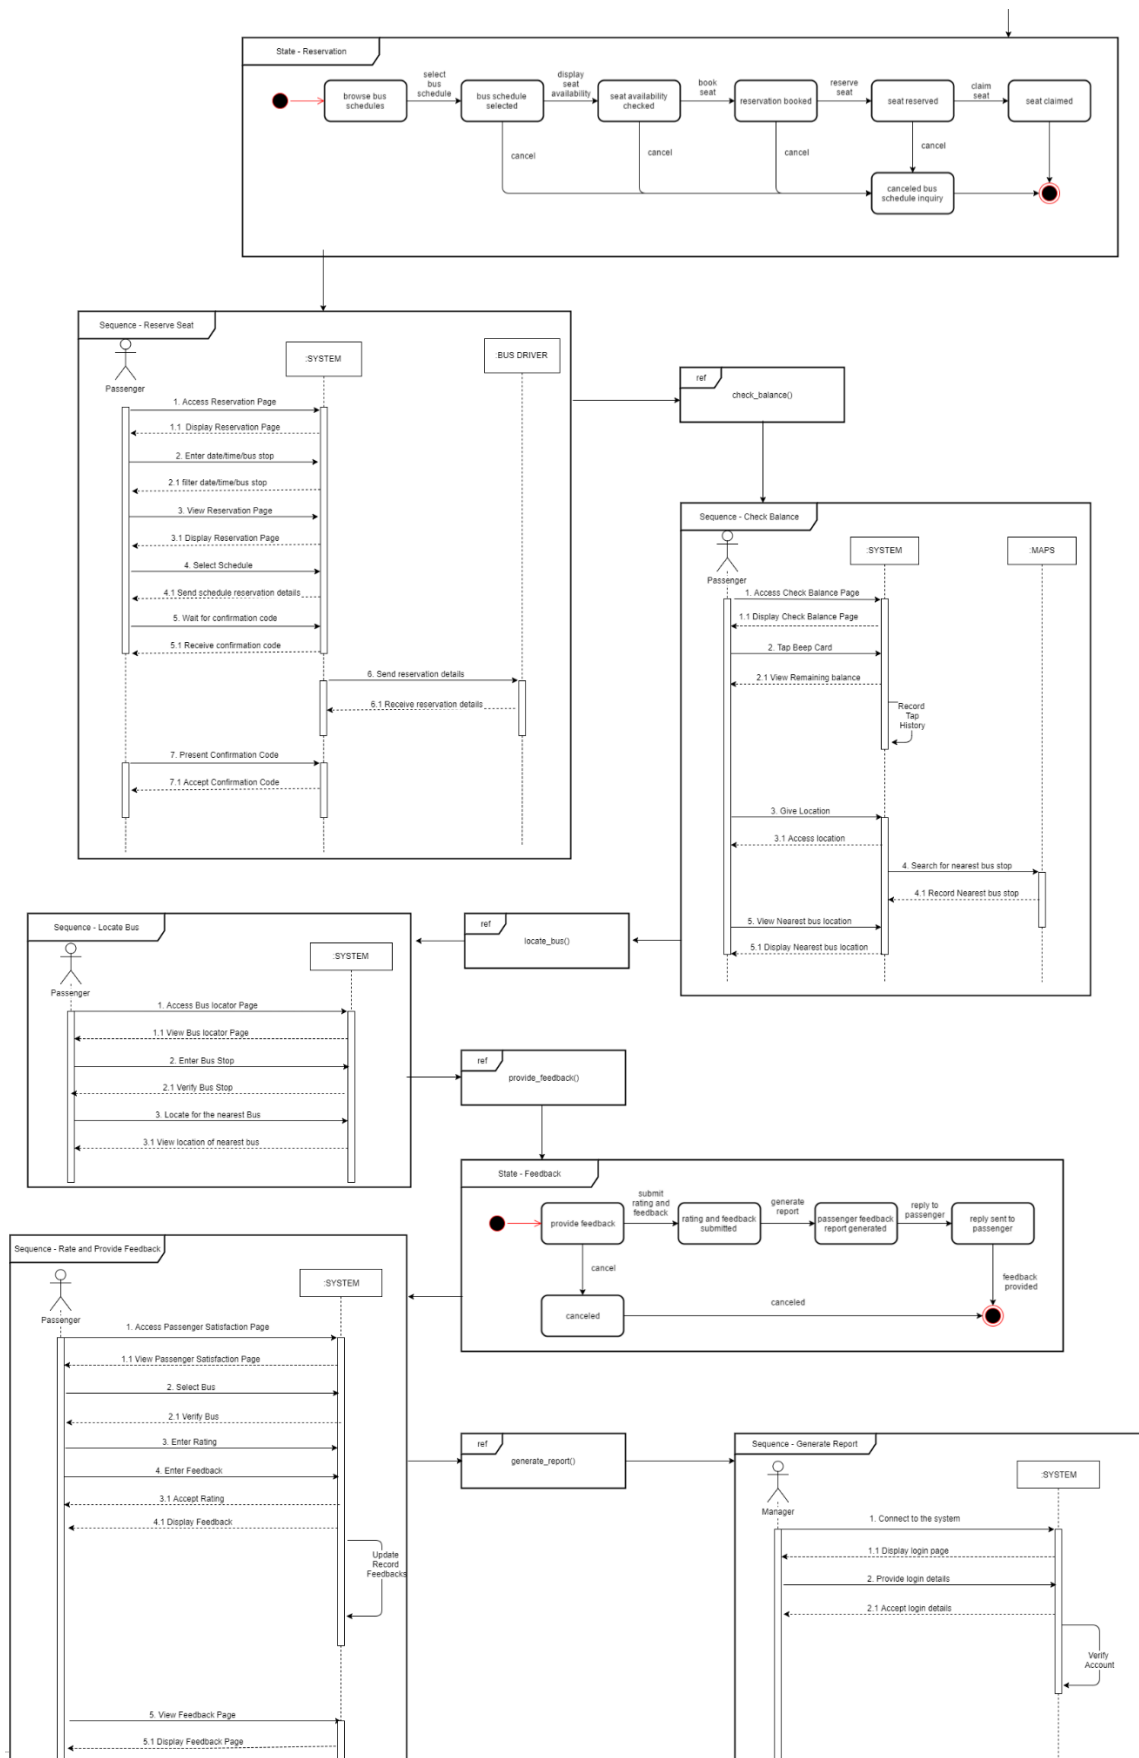 State - Reservation
select
bus
schedule
display
seat
availability
book
seat
reserve
seat
claim
seat
browse bus
schedules
bus schedule
selected
seat availability
checked
reservation booked
seat reserved
seat claimed
cancel
cancel
cancel
cancel
canceled bus
schedule inquiry
Sequence - Reserve Seat
:SYSTEM
:BUS DRIVER
Passenger
1. Access Reservation Page
1.1 Display Reservation Page
2. Enter date/time/bus stop
2.1 filter date/time/bus stop
3. View Reservation Page
3.1 Display Reservation Page
4. Select Schedule
4.1 Send schedule reservation details
5. Wait for confirmation code
5.1 Receive confirmation code
6. Send reservation details
6.1 Receive reservation details
7. Present Confirmation Code
7.1 Accept Confirmation Code
ref
check_balance()
Sequence - Check Balance
:SYSTEM
:MAPS
Passenger
1. Access Check Balance Page
1.1 Display Check Balance Page
2. Tap Beep Card
2.1 View Remaining balance
Record
Tap
History
3. Give Location
3.1 Access location
4. Search for nearest bus stop
4.1 Record Nearest bus stop
5. View Nearest bus location
5.1 Display Nearest bus location
ref
locate_bus()
Sequence - Locate Bus
:SYSTEM
Passenger
1. Access Bus locator Page
1.1 View Bus locator Page
2. Enter Bus Stop
2.1 Verify Bus Stop
3. Locate for the nearest Bus
3.1 View location of nearest bus
ref
provide_feedback()
State - Feedback
submit
rating and
feedback
generate
report
reply to
passenger
provide feedback
rating and feedback
submitted
passenger feedback
report generated
reply sent to
passenger
cancel
feedback
provided
canceled
canceled
Sequence - Rate and Provide Feedback
:SYSTEM
Passenger
1. Access Passenger Satisfaction Page
1.1 View Passenger Satisfaction Page
2. Select Bus
2.1 Verify Bus
3. Enter Rating
4. Enter Feedback
3.1 Accept Rating
4.1 Display Feedback
Update
Record
Feedbacks
5. View Feedback Page
5.1 Display Feedback Page
ref
generate_report()
Sequence - Generate Report
:SYSTEM
Manager
1. Connect to the system
1.1 Display login page
2. Provide login details
2.1 Accept login details
Verify
Account